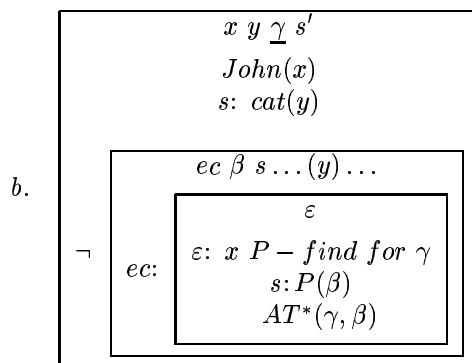 x y γ s′
John(x)
s: cat(y)
b.
¬
ec β s … (y) …
ec:
ε
ε: x P − find for γ
s: P(β)
AT*(γ, β)